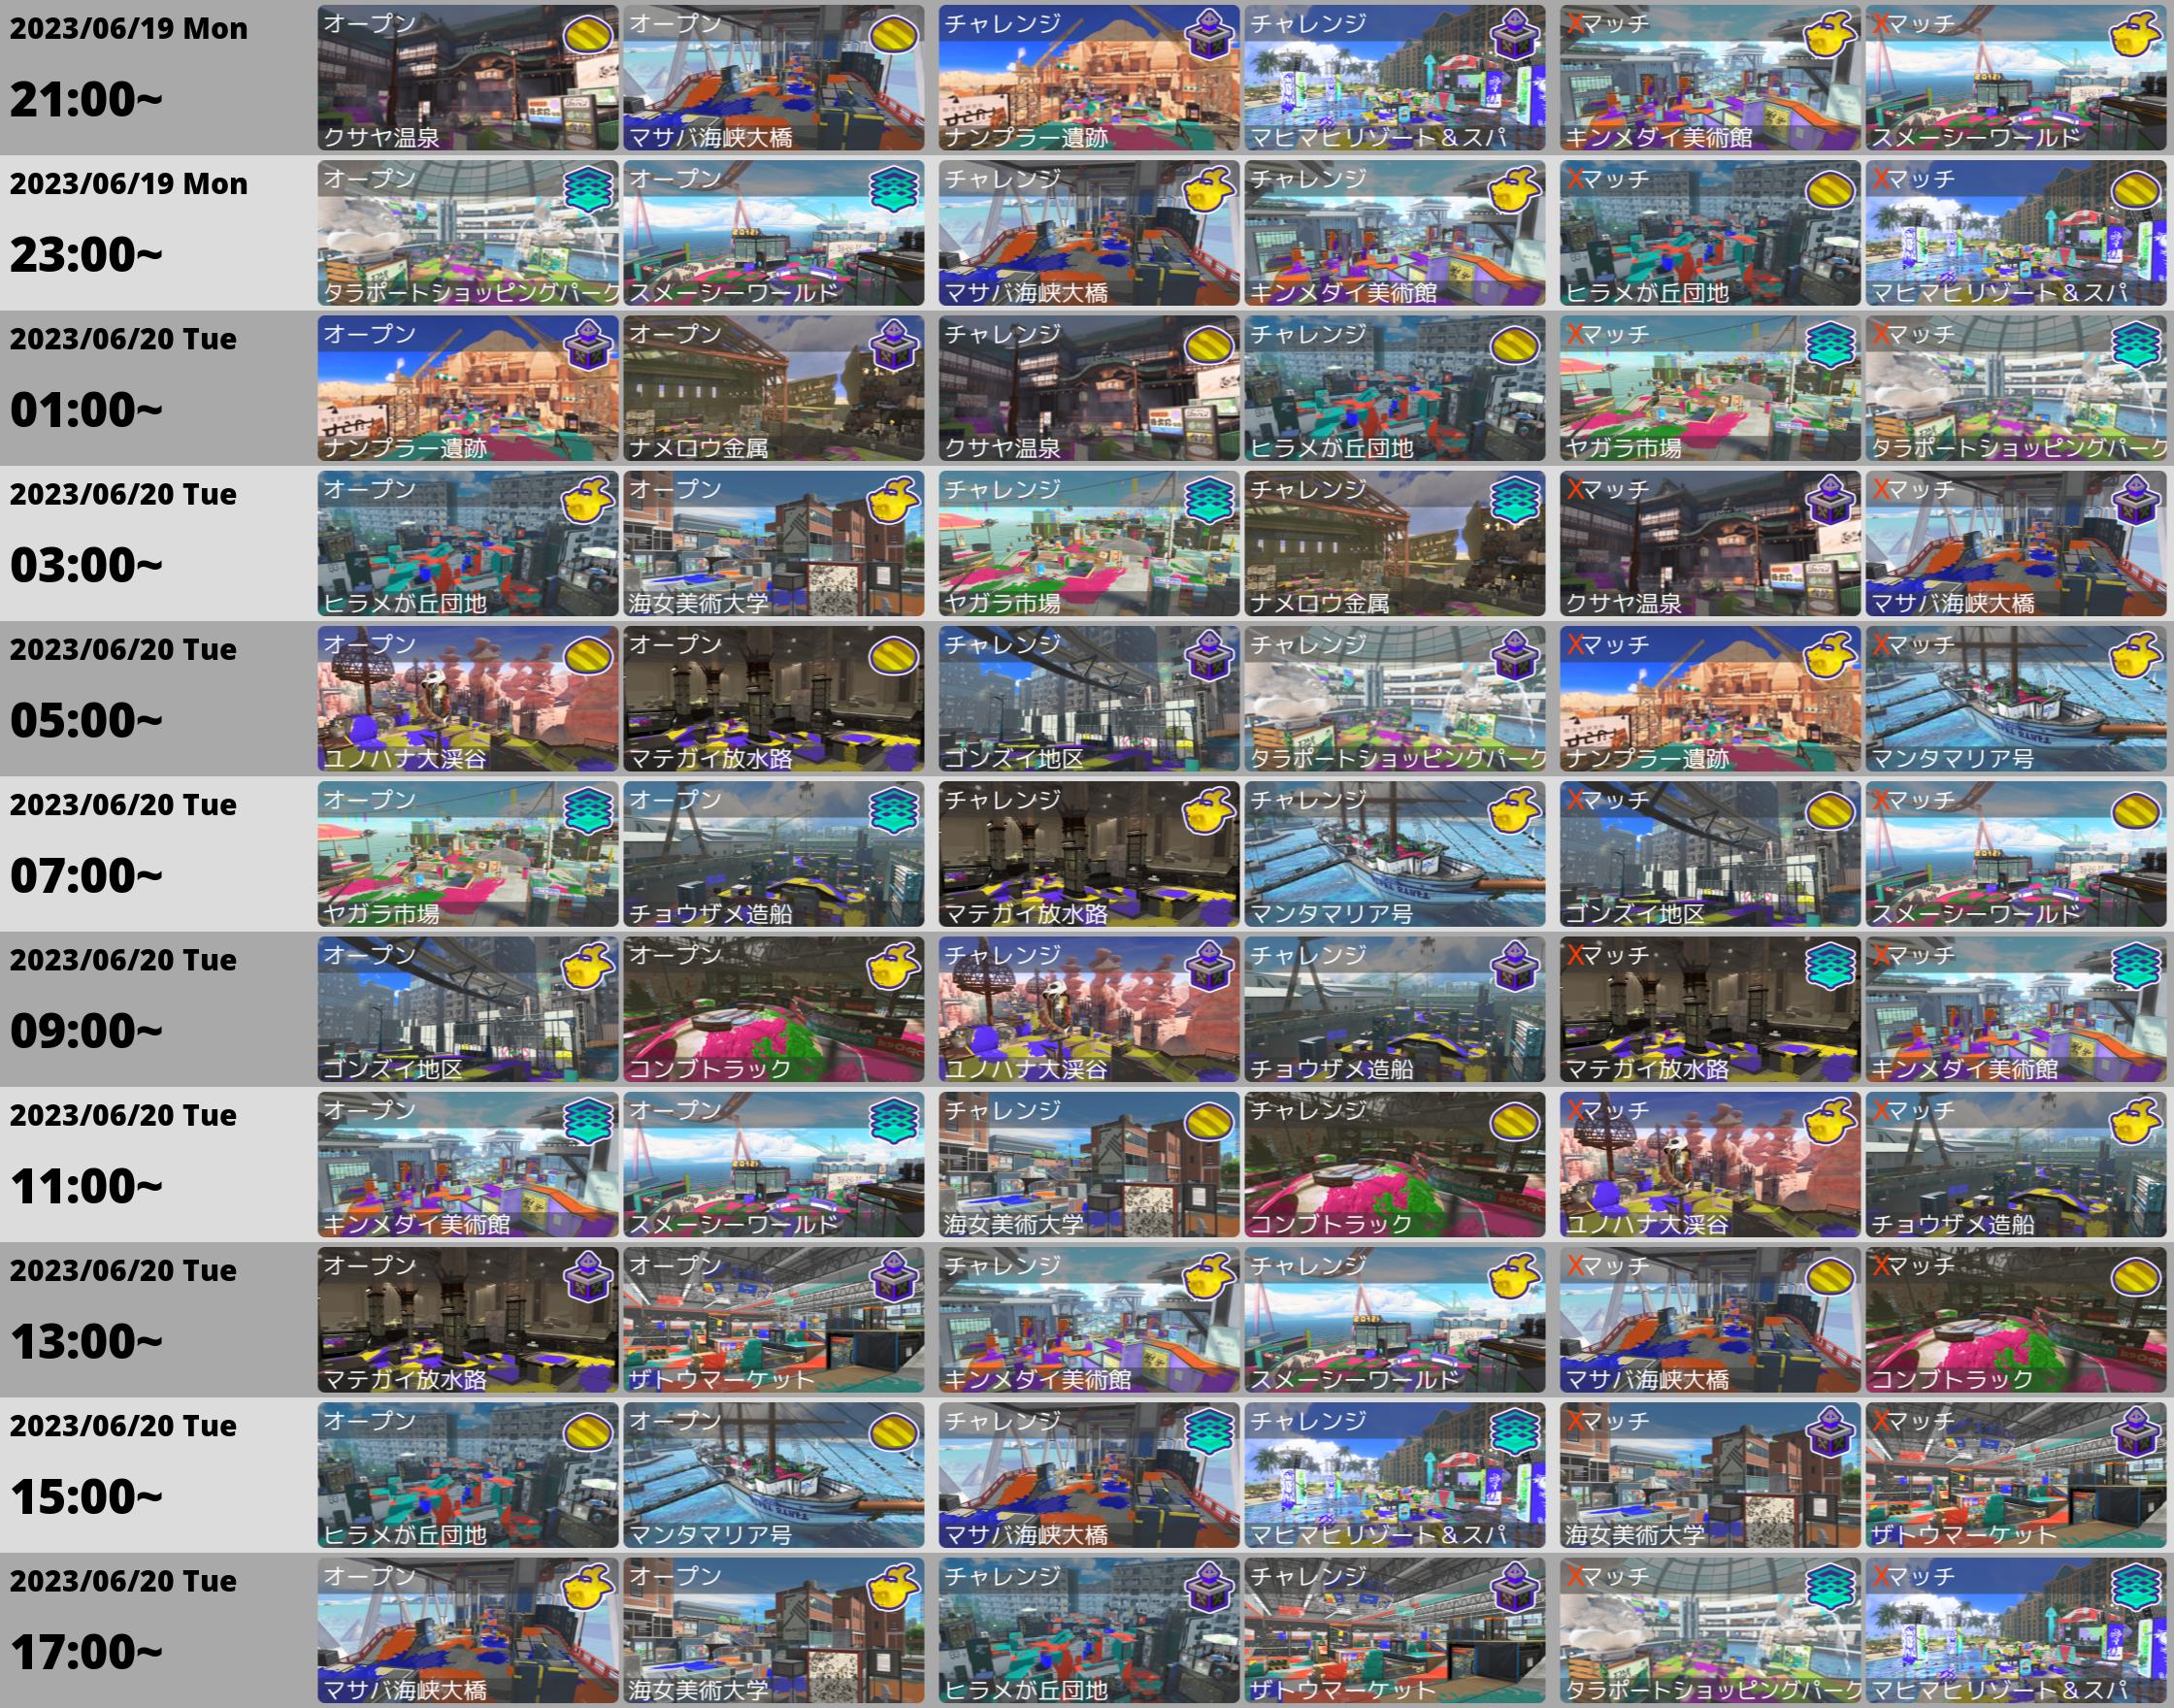 2023/06/19 Mon
21:00~
オープン オープン チャレンジ チャレンジ Xマッチ Xマッチ
クサヤ温泉 マサバ海峡大橋 ナンプラー遺跡 マヒマヒリゾート＆スパ キンメダイ美術館 スメーシーワールド
2023/06/19 Mon
23:00~
オープン オープン チャレンジ チャレンジ Xマッチ Xマッチ
タラポートショッピングパーク スメーシーワールド マサバ海峡大橋 キンメダイ美術館 ヒラメが丘団地 マヒマヒリゾート＆スパ
2023/06/20 Tue
01:00~
オープン オープン チャレンジ チャレンジ Xマッチ Xマッチ
ナンプラー遺跡 ナメロウ金属 クサヤ温泉 ヒラメが丘団地 ヤガラ市場 タラポートショッピングパーク
2023/06/20 Tue
03:00~
オープン オープン チャレンジ チャレンジ Xマッチ Xマッチ
ヒラメが丘団地 海女美術大学 ヤガラ市場 ナメロウ金属 クサヤ温泉 マサバ海峡大橋
2023/06/20 Tue
05:00~
オープン オープン チャレンジ チャレンジ Xマッチ Xマッチ
ユノハナ大渓谷 マテガイ放水路 ゴンズイ地区 タラポートショッピングパーク ナンプラー遺跡 マンタマリア号
2023/06/20 Tue
07:00~
オープン オープン チャレンジ チャレンジ Xマッチ Xマッチ
ヤガラ市場 チョウザメ造船 マテガイ放水路 マンタマリア号 ゴンズイ地区 スメーシーワールド
2023/06/20 Tue
09:00~
オープン オープン チャレンジ チャレンジ Xマッチ Xマッチ
ゴンズイ地区 コンブトラック ユノハナ大渓谷 チョウザメ造船 マテガイ放水路 キンメダイ美術館
2023/06/20 Tue
11:00~
オープン オープン チャレンジ チャレンジ Xマッチ Xマッチ
キンメダイ美術館 スメーシーワールド 海女美術大学 コンブトラック ユノハナ大渓谷 チョウザメ造船
2023/06/20 Tue
13:00~
オープン オープン チャレンジ チャレンジ Xマッチ Xマッチ
マテガイ放水路 ザトウマーケット キンメダイ美術館 スメーシーワールド マサバ海峡大橋 コンブトラック
2023/06/20 Tue
15:00~
オープン オープン チャレンジ チャレンジ Xマッチ Xマッチ
ヒラメが丘団地 マンタマリア号 マサバ海峡大橋 マヒマヒリゾート＆スパ 海女美術大学 ザトウマーケット
2023/06/20 Tue
17:00~
オープン オープン チャレンジ チャレンジ Xマッチ Xマッチ
マサバ海峡大橋 海女美術大学 ヒラメが丘団地 ザトウマーケット タラポートショッピングパーク マヒマヒリゾート＆スパ